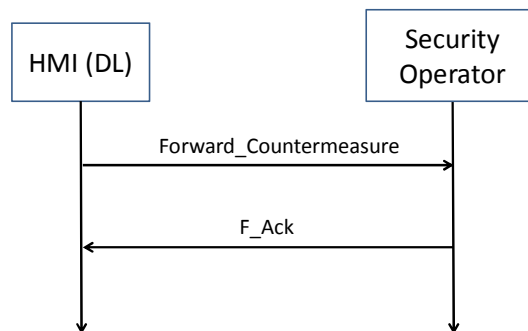 HMI (DL)
Security
Operator
Forward_Countermeasure
F_Ack